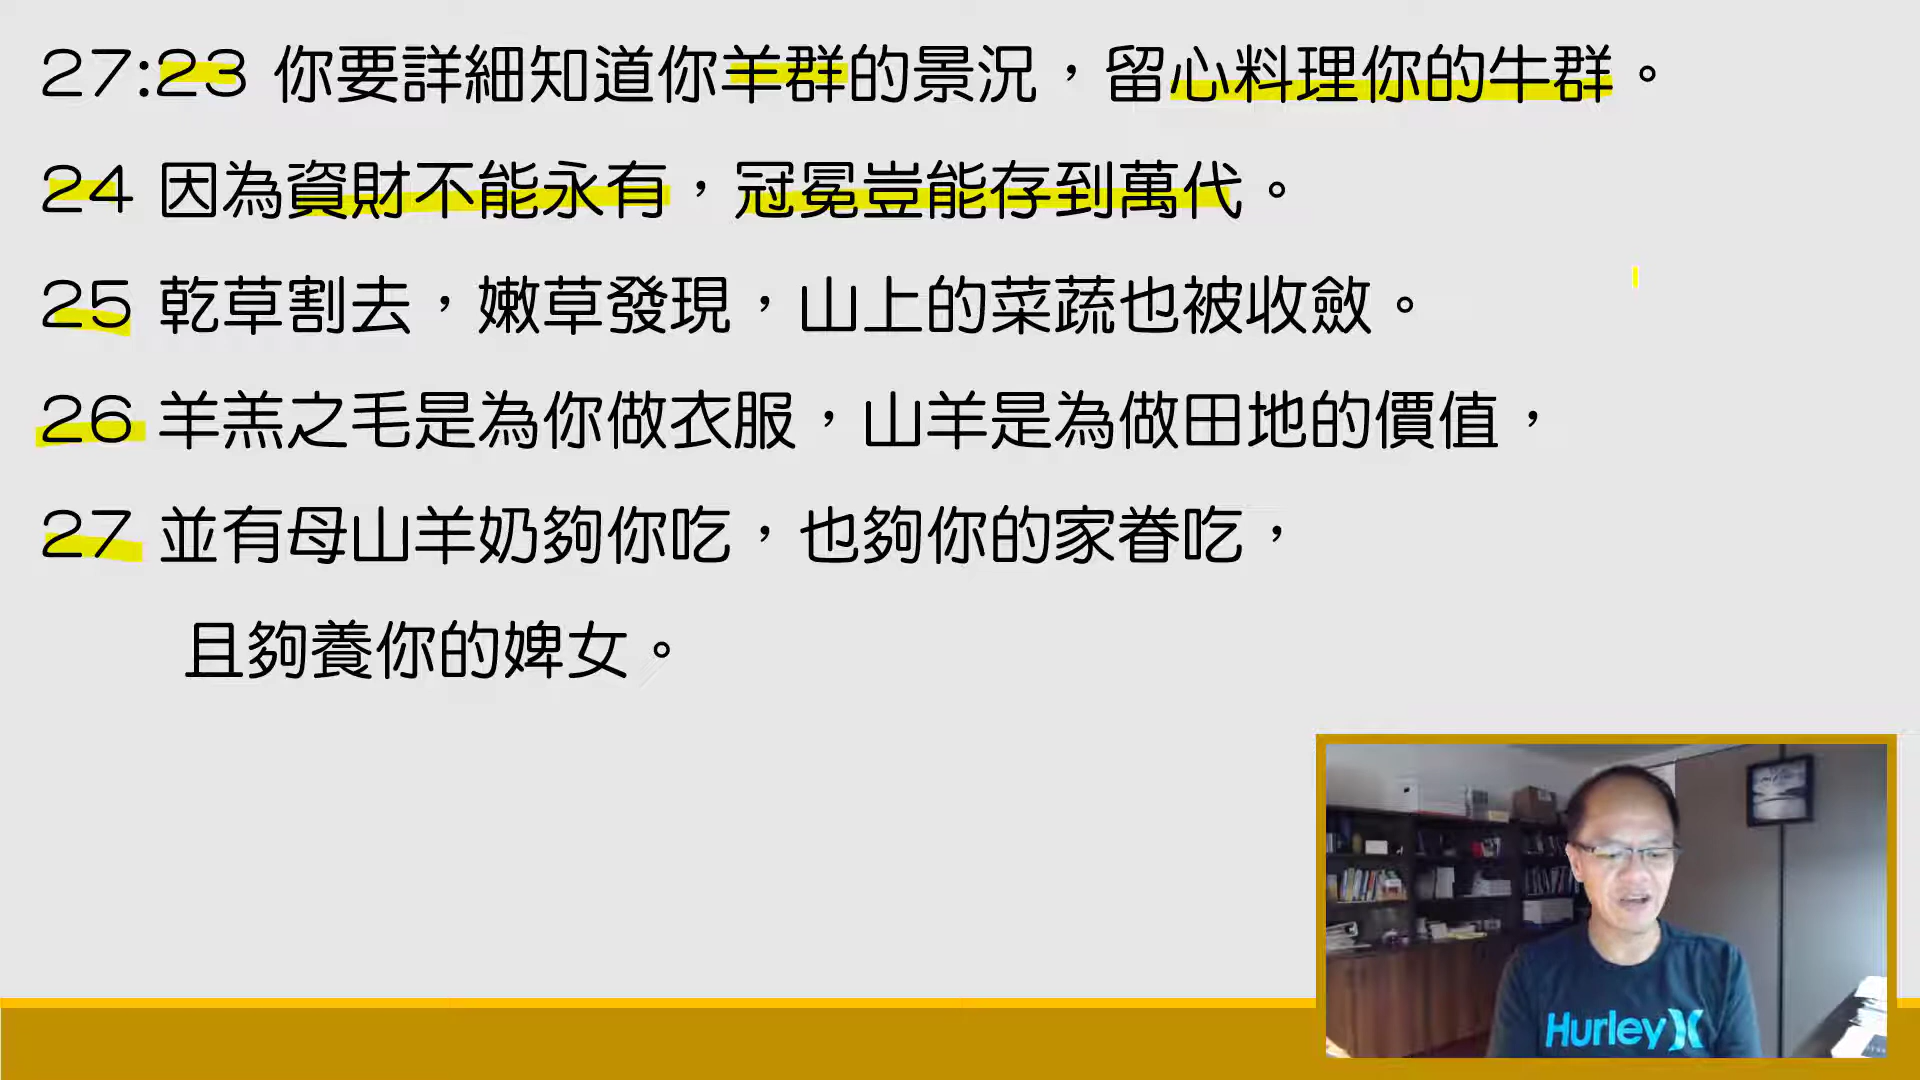 27:23 你要詳細知道你羊群的景況，留心料理你的牛群。
24 因為資財不能永有，冠冕豈能存到萬代。
25 乾草割去，嫩草發現，山上的菜蔬也被收斂。
26 羊羔之毛是為你做衣服，山羊是為做田地的價值，
27 並有母山羊奶夠你吃，也夠你的家眷吃，
且夠養你的婢女。
Hurley